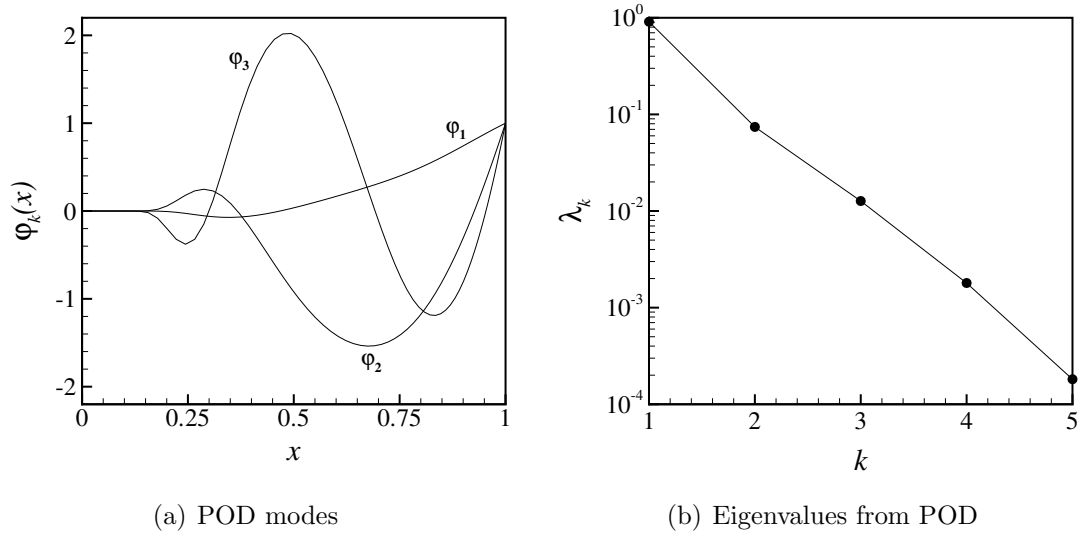 2
1
0
-1
-2
φk(x)
φ3
φ1
φ2
0
0.25
0.5
0.75
1
x
(a) POD modes
10^0
10^-1
10^-2
10^-3
10^-4
λk
1
2
3
4
5
k
(b) Eigenvalues from POD